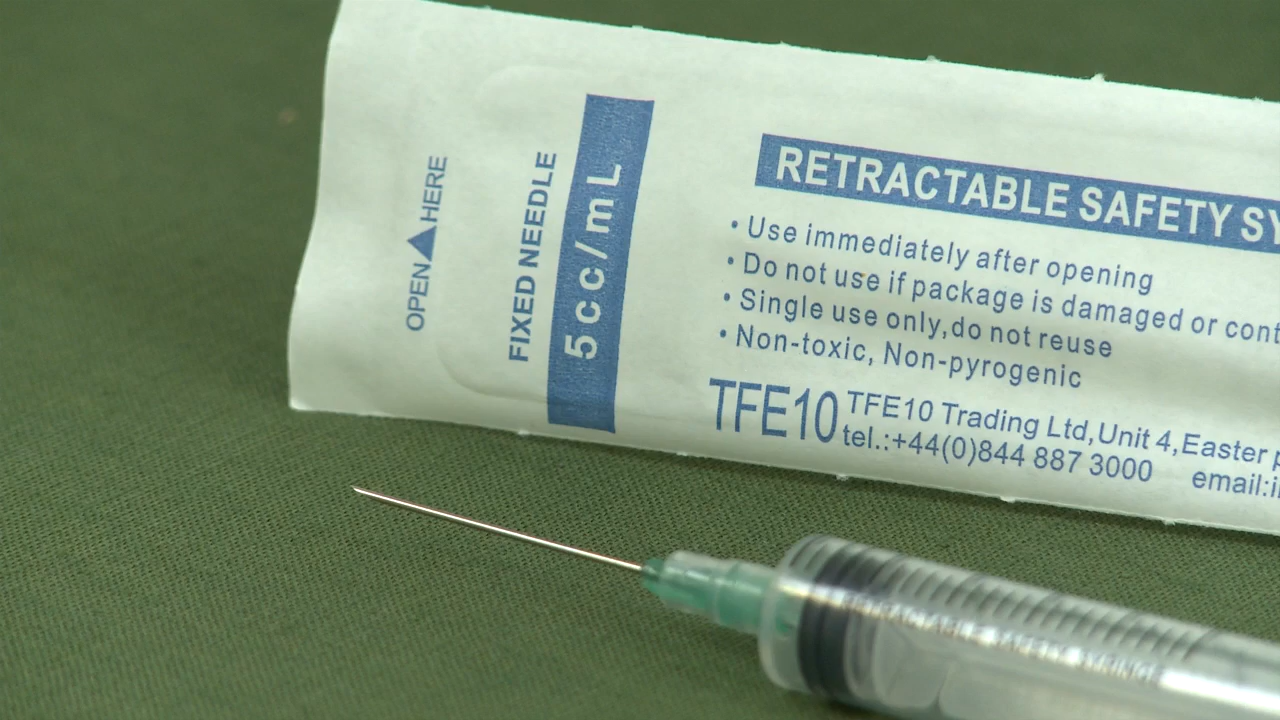 OPEN HERE
FIXED NEEDLE
5cc/mL
RETRACTABLE SAFETY SY
• Use immediately after opening
• Do not use if package is damaged or cont
• Single use only,do not reuse
• Non-toxic, Non-pyrogenic
TFE10
TFE10 Trading Ltd,Unit 4,Easter p
tel.:+44(0)844 887 3000 email:i
RETRACTABLE SAFETY SYRINGE